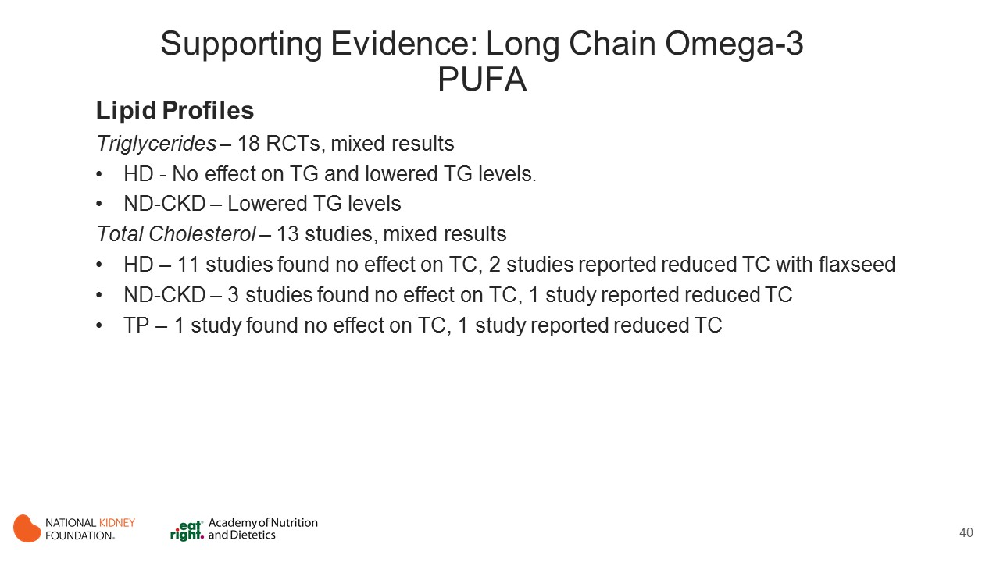 Supporting Evidence: Long Chain Omega-3
PUFA
Lipid Profiles
Triglycerides – 18 RCTs, mixed results
• HD - No effect on TG and lowered TG levels.
• ND-CKD – Lowered TG levels
Total Cholesterol – 13 studies, mixed results
• HD – 11 studies found no effect on TC, 2 studies reported reduced TC with flaxseed
• ND-CKD – 3 studies found no effect on TC, 1 study reported reduced TC
• TP – 1 study found no effect on TC, 1 study reported reduced TC
NATIONAL KIDNEY
FOUNDATION®
eat
right.
Academy of Nutrition
and Dietetics
40